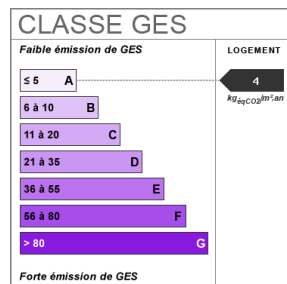 CLASSE GES
Faible émission de GES
LOGEMENT
≤ 5 A
4
kgéqCO2/m².an
6 à 10 B
11 à 20 C
21 à 35 D
36 à 55 E
56 à 80 F
> 80 G
Forte émission de GES